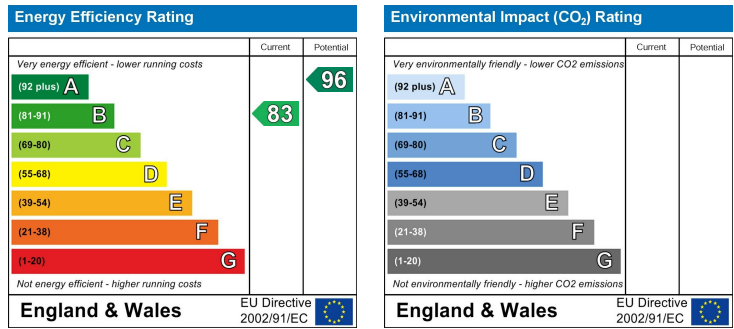 Energy Efficiency Rating
Current Potential
Very energy efficient - lower running costs
(92 plus) A
96
(81-91) B
83
(69-80) C
(55-68) D
(39-54) E
(21-38) F
(1-20) G
Not energy efficient - higher running costs
England & Wales
EU Directive
2002/91/EC
Environmental Impact (CO2) Rating
Current Potential
Very environmentally friendly - lower CO2 emissions
(92 plus) A
(81-91) B
(69-80) C
(55-68) D
(39-54) E
(21-38) F
(1-20) G
Not environmentally friendly - higher CO2 emissions
England & Wales
EU Directive
2002/91/EC